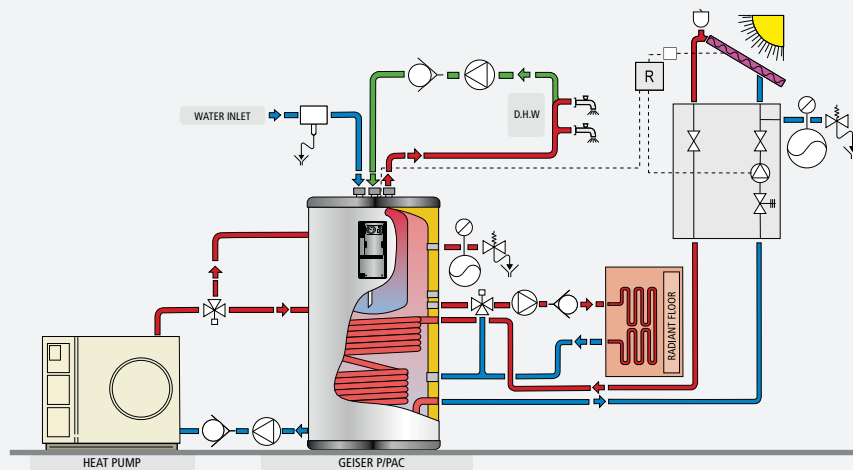 WATER INLET
D.H.W
R
RADIANT FLOOR
HEAT PUMP
GEISER P/PAC